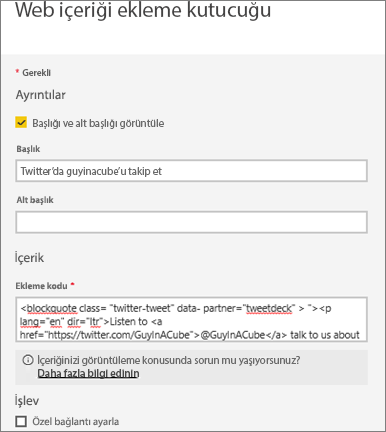 Web içeriği ekleme kutucuğu
* Gerekli
Ayrıntılar
Başlığı ve alt başlığı görüntüle
Başlık
Twitter'da guyinacube'u takip et
Alt başlık
İçerik
Ekleme kodu *
<blockquote class= "twitter-tweet" data- partner="tweetdeck" > "><p
lang="en" dir="ltr">Listen to <a
href="https://twitter.com/GuyInACube">@GuyInACube</a> talk to us about
İçeriğinizi görüntüleme konusunda sorun mu yaşıyorsunuz?
Daha fazla bilgi edinin
İşlev
Özel bağlantı ayarla